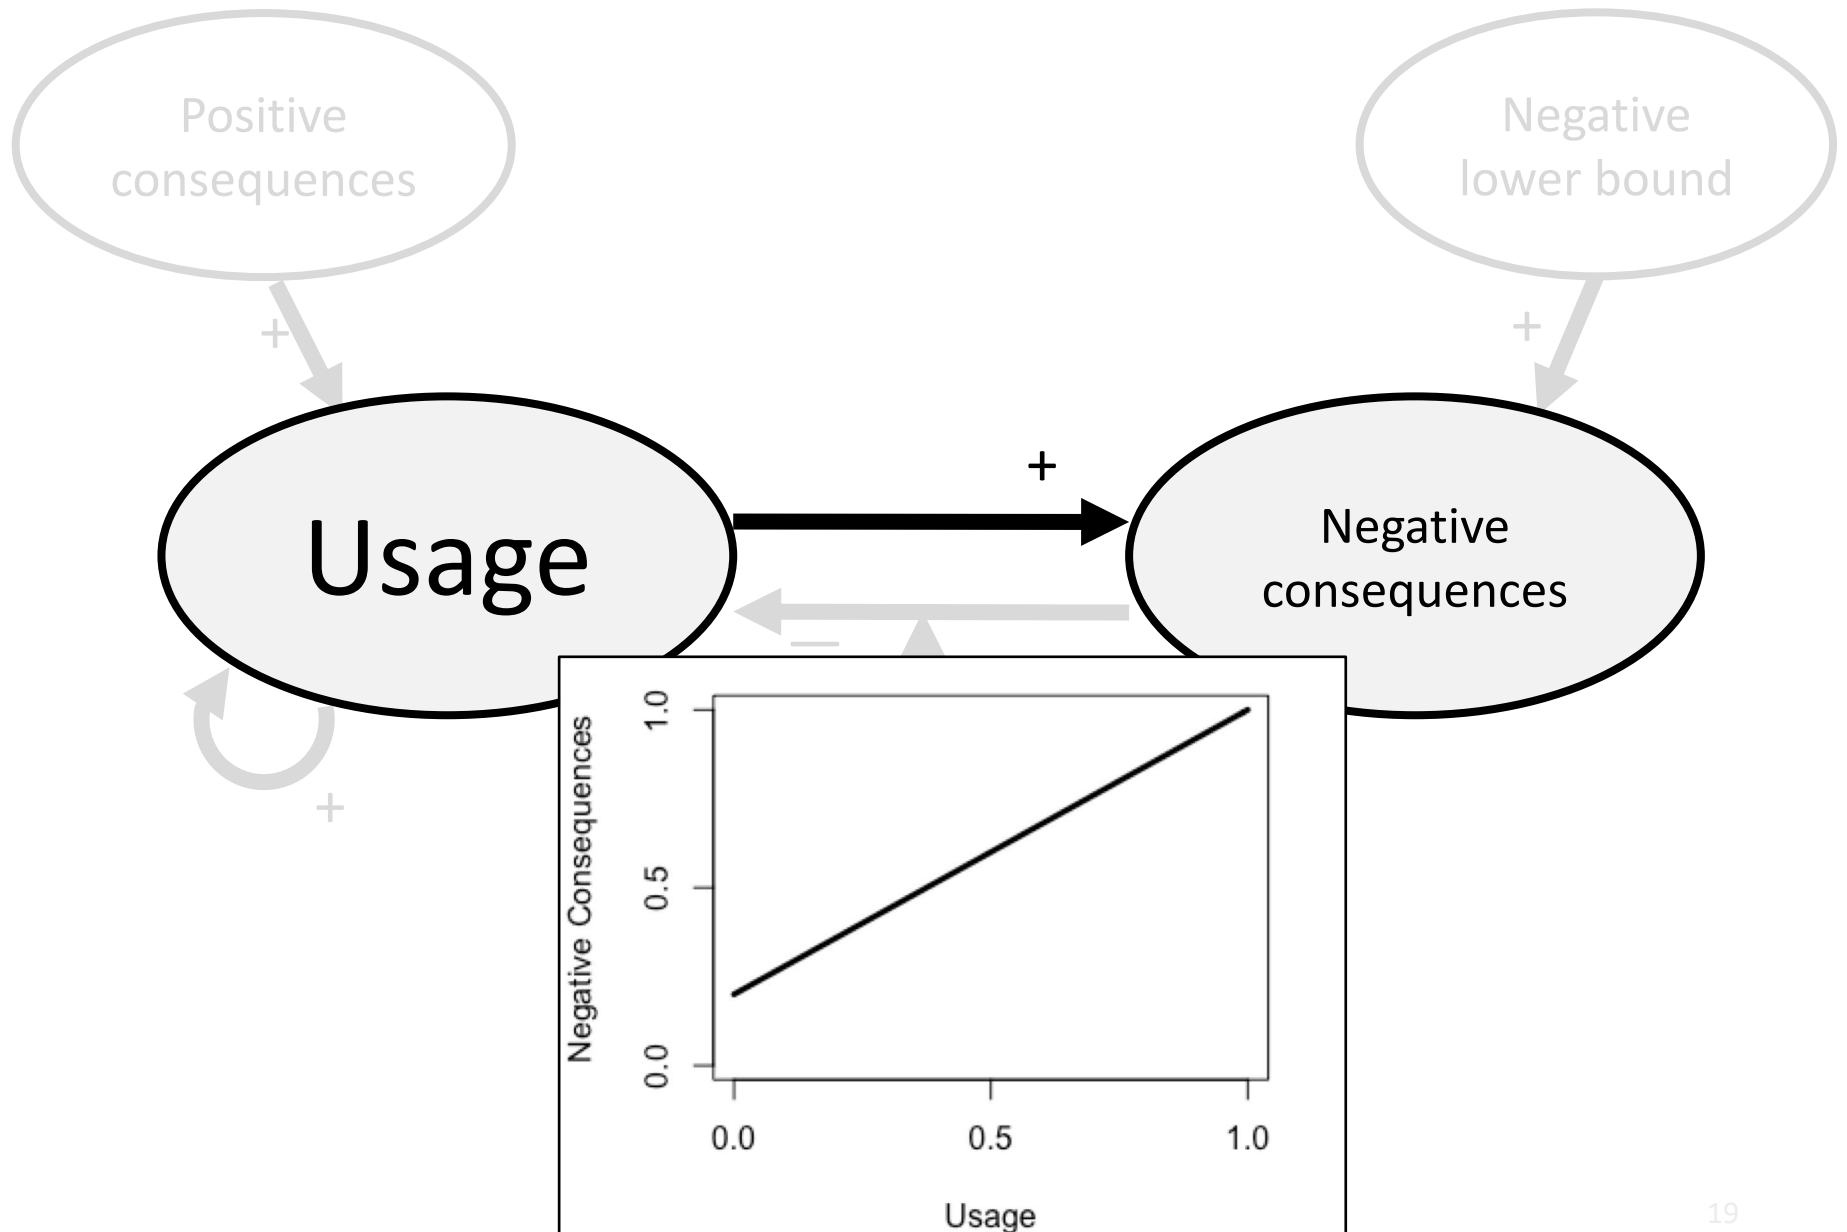 Positive
consequences
Negative
lower bound
+
+
+
Usage
Negative
consequences
—
+
Negative Consequences
1.0
0.5
0.0
0.0 0.5 1.0
Usage
19